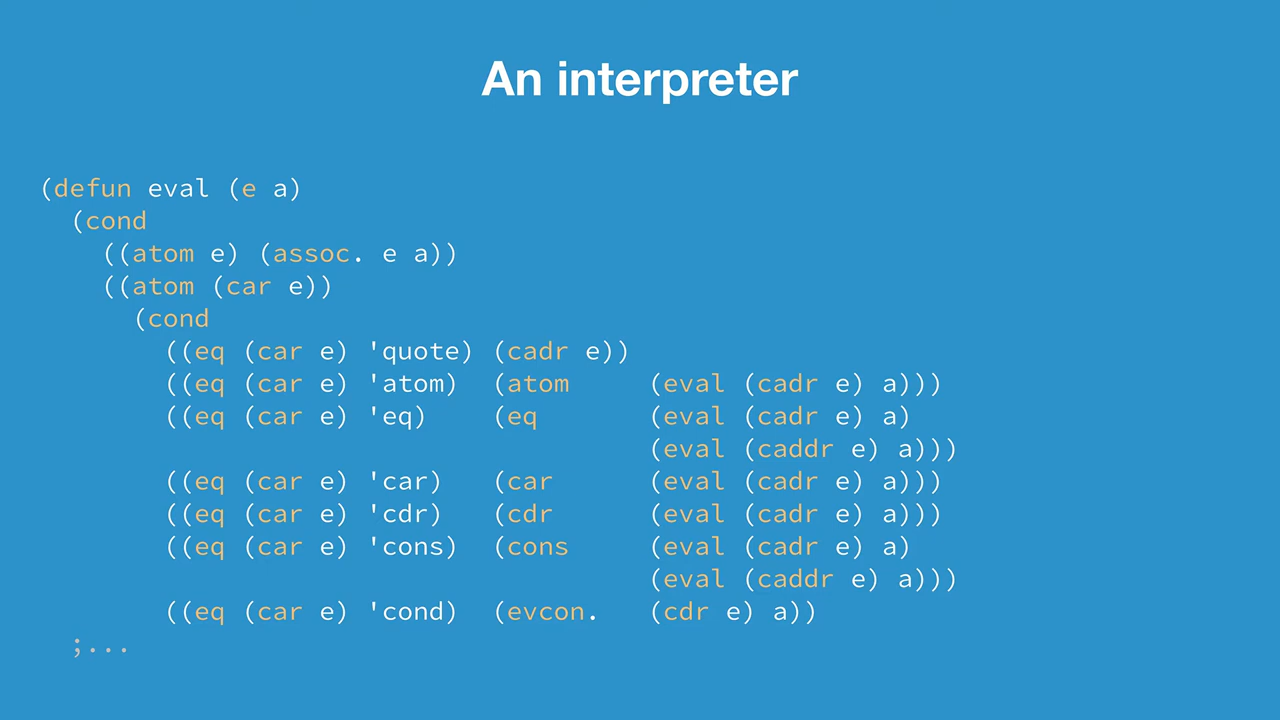 An interpreter
(defun eval (e a)
  (cond
    ((atom e) (assoc. e a))
    ((atom (car e))
      (cond
        ((eq (car e) 'quote) (cadr e))
        ((eq (car e) 'atom)  (atom     (eval (cadr e) a)))
        ((eq (car e) 'eq)    (eq       (eval (cadr e) a)
                                       (eval (caddr e) a)))
        ((eq (car e) 'car)   (car      (eval (cadr e) a)))
        ((eq (car e) 'cdr)   (cdr      (eval (cadr e) a)))
        ((eq (car e) 'cons)  (cons     (eval (cadr e) a)
                                       (eval (caddr e) a)))
        ((eq (car e) 'cond)  (evcon.   (cdr e) a))
  ;...